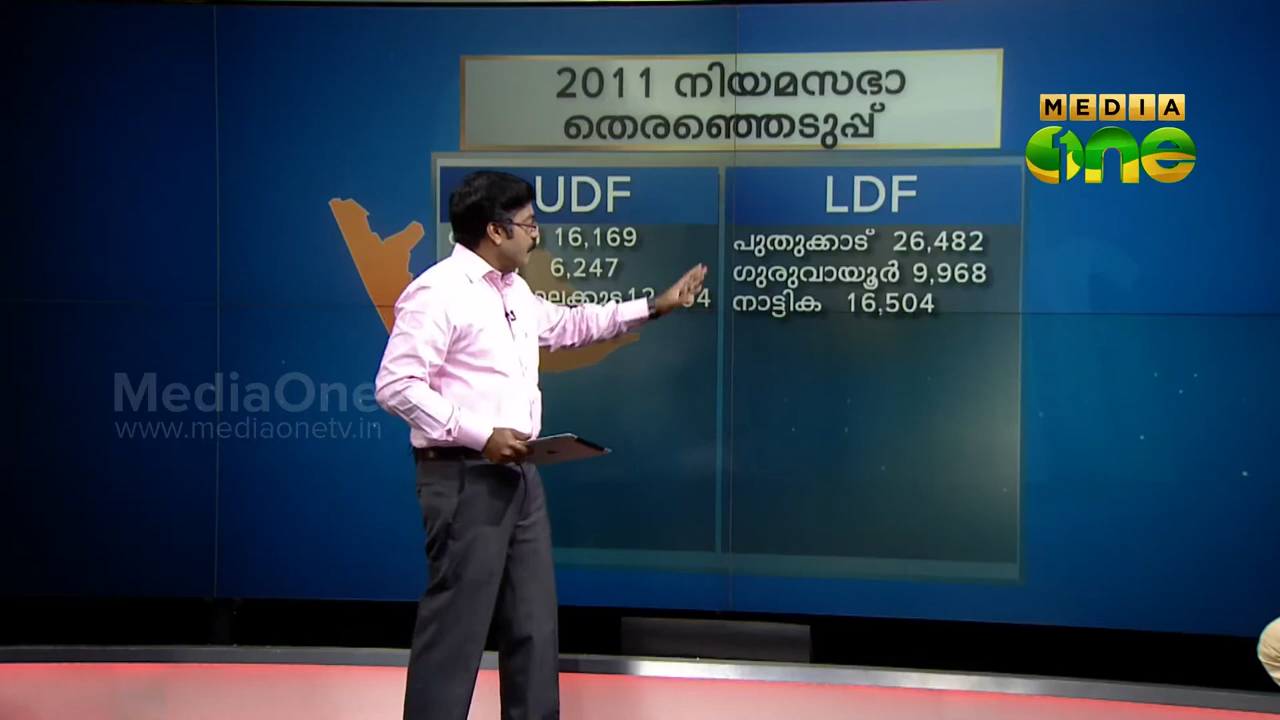 2011 നിയമസഭാ
തെരഞ്ഞെടുപ്പ്
MEDIA
one
UDF
LDF
16,169
6,247
പുതുക്കാട് 26,482
ഗുരുവായൂർ 9,968
നാട്ടിക 16,504
MediaOne
www.mediaonetv.in